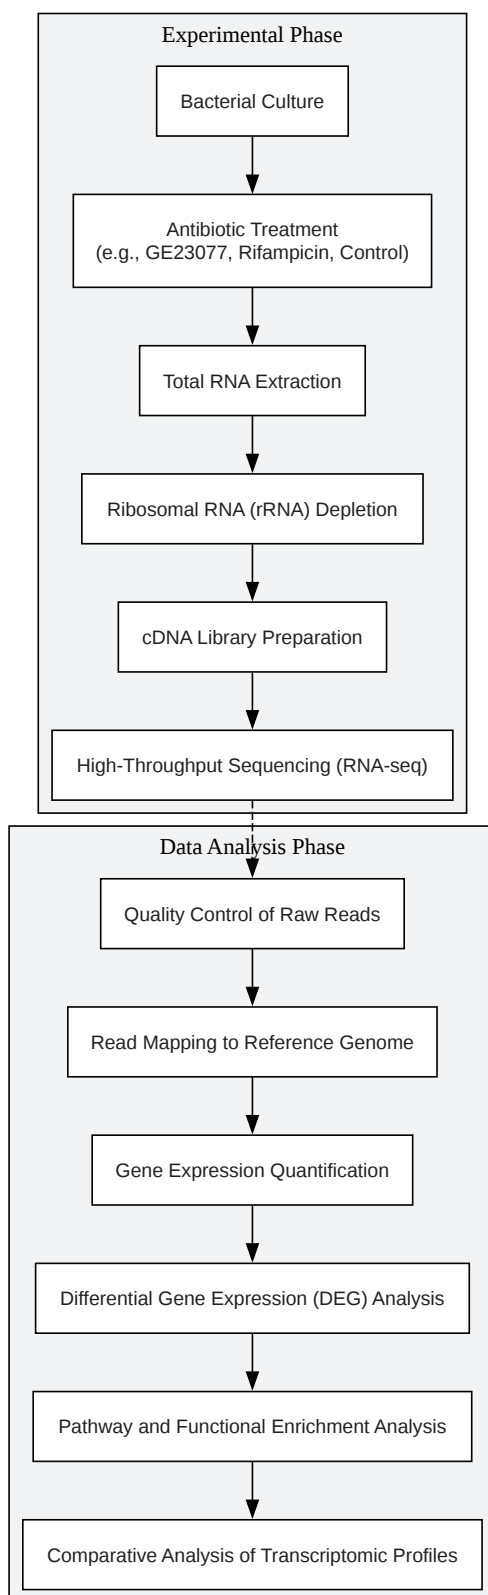 Experimental Phase
Bacterial Culture
Antibiotic Treatment
(e.g., GE23077, Rifampicin, Control)
Total RNA Extraction
Ribosomal RNA (rRNA) Depletion
cDNA Library Preparation
High-Throughput Sequencing (RNA-seq)
Data Analysis Phase
Quality Control of Raw Reads
Read Mapping to Reference Genome
Gene Expression Quantification
Differential Gene Expression (DEG) Analysis
Pathway and Functional Enrichment Analysis
Comparative Analysis of Transcriptomic Profiles